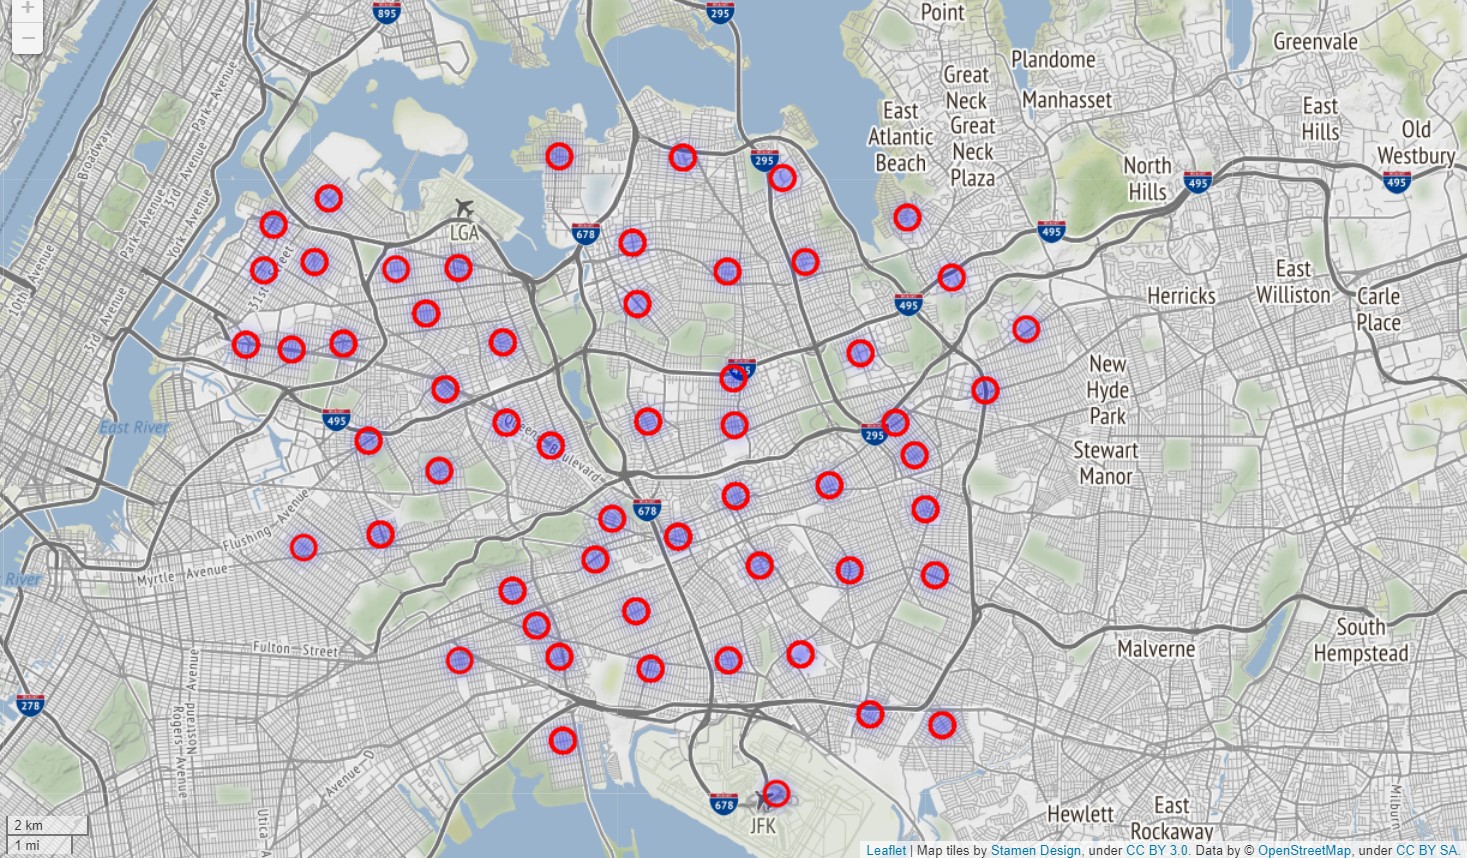 +
−
895
295
Point
Greenvale
Plandome
Great
Neck
Great
Neck
Plaza
Manhasset
East
Atlantic
Beach
East
Hills
Old
Westbury
North
Hills
Broadway
3rd Avenue
Park Avenue
York Avenue
10th Avenue
3rd Avenue
Park
31st Street
LGA
295
678
495
495
495
495
Herricks
East
Williston
Carle
Place
New
Hyde
Park
Stewart
Manor
East River
495
295
Queens Boulevard
678
Flushing Avenue
Myrtle Avenue
River
Fulton Street
Nostrand Avenue
Rogers Avenue
Avenue D
Utica A
278
Malverne
South
Hempstead
678
JFK
Hewlett
East
Rockaway
Milburn
2 km
1 mi
Leaflet | Map tiles by Stamen Design, under CC BY 3.0. Data by © OpenStreetMap, under CC BY SA.